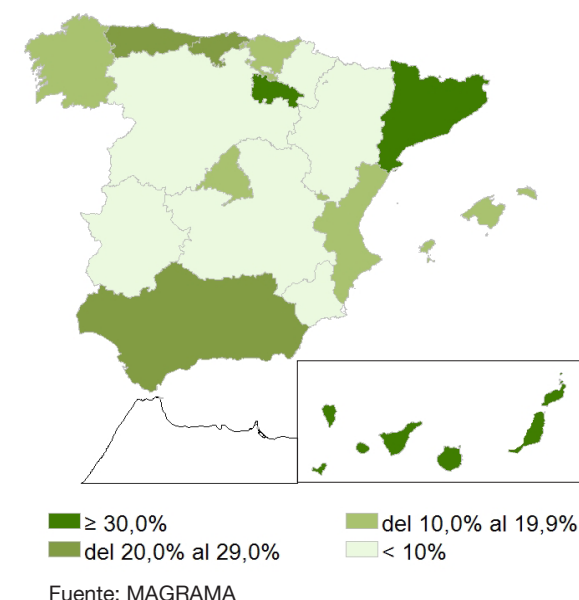 ≥ 30,0%
del 20,0% al 29,0%
del 10,0% al 19,9%
< 10%
Fuente: MAGRAMA